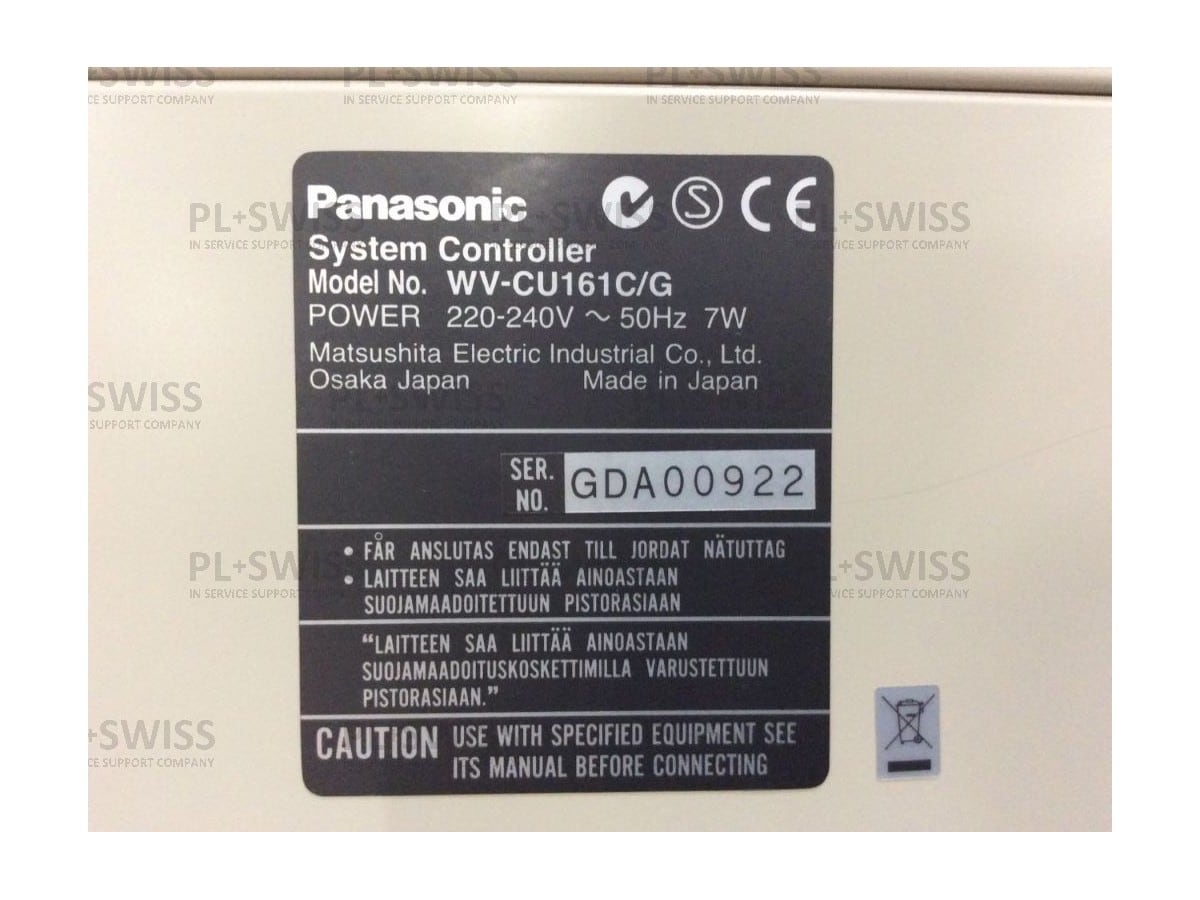 PL+SWISS PL+SWISS PL+SWISS
CE SUPPORT COMPANY IN SERVICE SUPPORT COMPANY IN SERVICE SUPPORT COMPANY
Panasonic
System Controller
Model No. WV-CU161C/G
POWER 220-240V ～ 50Hz 7W
Matsushita Electric Industrial Co., Ltd.
Osaka Japan Made in Japan
SER. NO. GDA00922
• FÅR ANSLUTAS ENDAST TILL JORDAT NÄTUTTAG
• LAITTEEN SAA LIITTÄÄ AINOASTAAN
SUOJAMAADOITETTUUN PISTORASIAAN
“LAITTEEN SAA LIITTÄÄ AINOASTAAN
SUOJAMAADOITUSKOSKETTIMILLA VARUSTETTUUN
PISTORASIAAN.”
CAUTION USE WITH SPECIFIED EQUIPMENT SEE
ITS MANUAL BEFORE CONNECTING